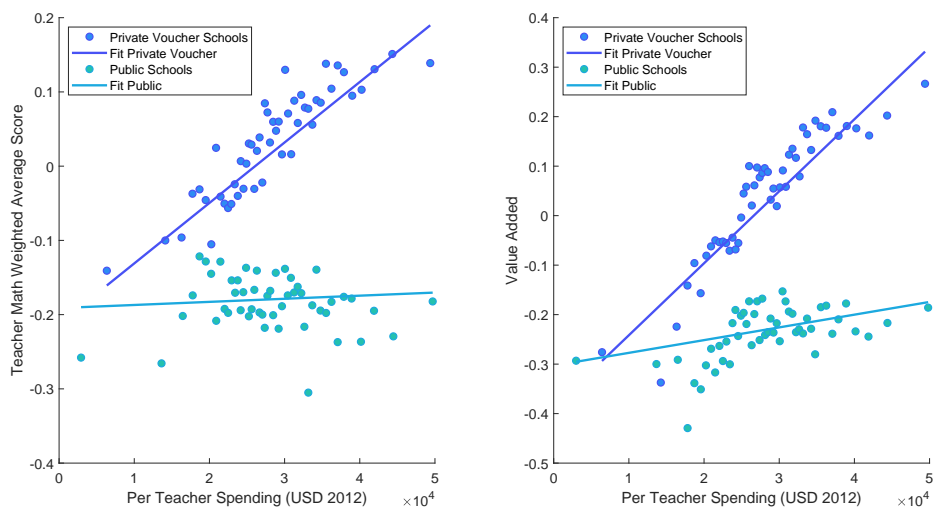 Private Voucher Schools
Fit Private Voucher
Public Schools
Fit Public
Teacher Math Weighted Average Score
0.2
0.1
0
-0.1
-0.2
-0.3
-0.4
0 1 2 3 4 5
Per Teacher Spending (USD 2012)
×10^4
Private Voucher Schools
Fit Private Voucher
Public Schools
Fit Public
Value Added
0.4
0.3
0.2
0.1
0
-0.1
-0.2
-0.3
-0.4
-0.5
0 1 2 3 4 5
Per Teacher Spending (USD 2012)
×10^4